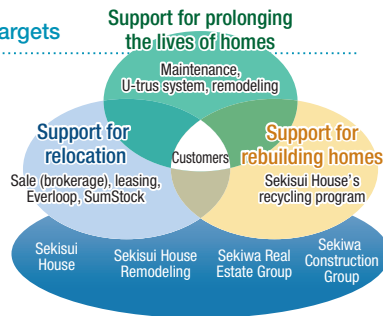 argets
Support for prolonging
the lives of homes
Maintenance,
U-trus system, remodeling
Support for
relocation
Sale (brokerage), leasing,
Everloop, SumStock
Customers
Support for
rebuilding homes
Sekisui House's
recycling program
Sekisui
House
Sekisui House
Remodeling
Sekiwa Real
Estate Group
Sekiwa
Construction
Group